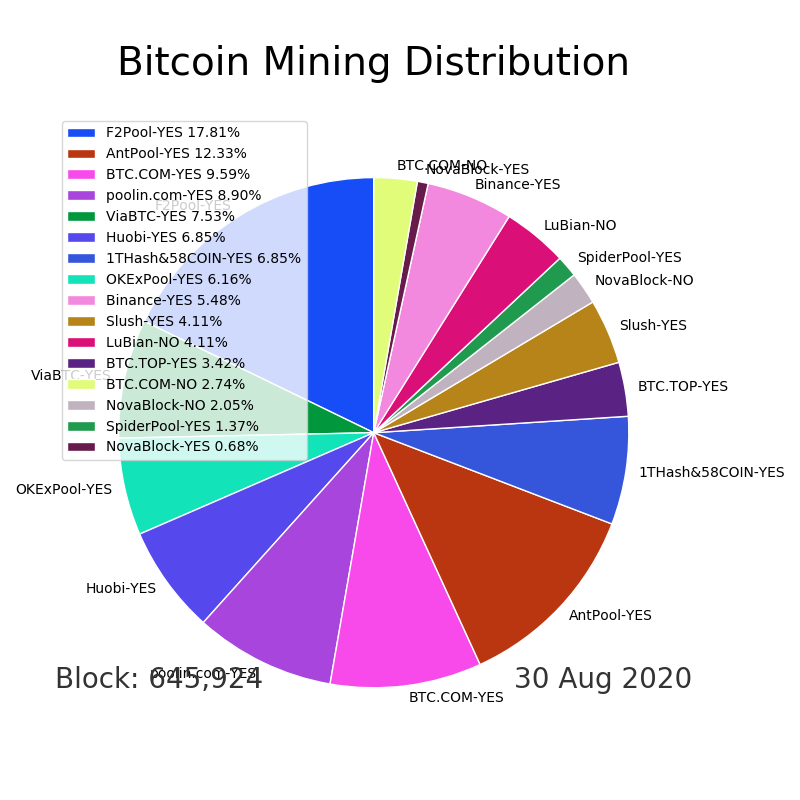 Bitcoin Mining Distribution
F2Pool-YES 17.81%
AntPool-YES 12.33%
BTC.COM-YES 9.59%
poolin.com-YES 8.90%
ViaBTC-YES 7.53%
Huobi-YES 6.85%
1THash&58COIN-YES 6.85%
OKExPool-YES 6.16%
Binance-YES 5.48%
Slush-YES 4.11%
LuBian-NO 4.11%
BTC.TOP-YES 3.42%
BTC.COM-NO 2.74%
NovaBlock-NO 2.05%
SpiderPool-YES 1.37%
NovaBlock-YES 0.68%
BTC.COM-NO
NovaBlock-YES
Binance-YES
F2Pool-YES
LuBian-NO
SpiderPool-YES
NovaBlock-NO
Slush-YES
ViaBTC-YES
BTC.TOP-YES
1THash&58COIN-YES
OKExPool-YES
Huobi-YES
AntPool-YES
poolin.com-YES
BTC.COM-YES
Block: 645,924
30 Aug 2020